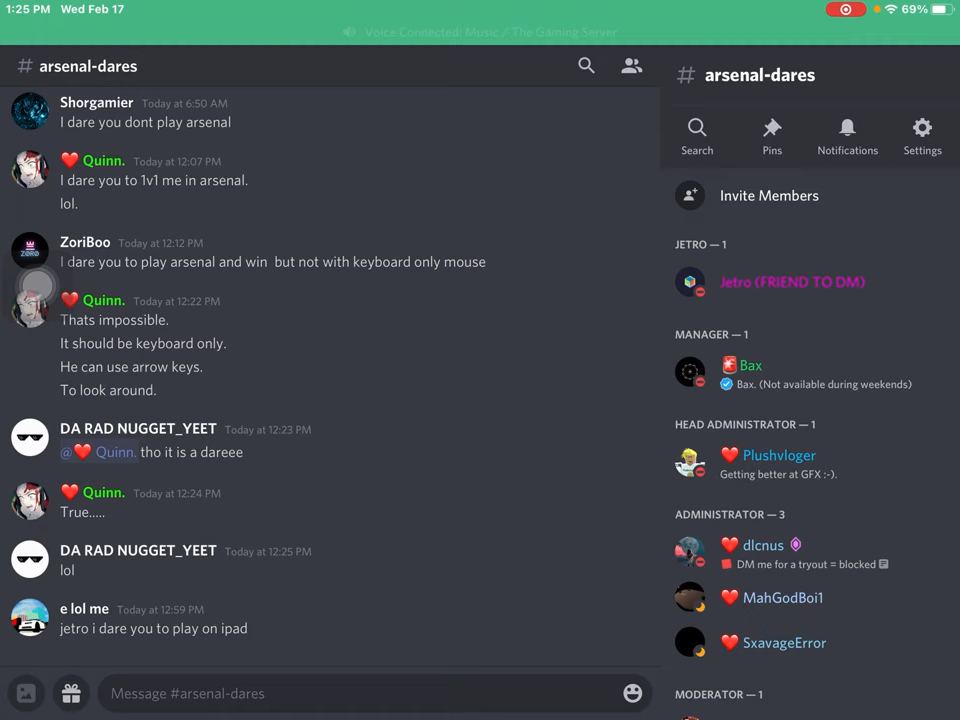 1:25 PM Wed Feb 17
69%
Voice Connected! Music / The Gaming Server
# arsenal-dares
Shorgamier Today at 6:50 AM
I dare you dont play arsenal
❤️ Quinn. Today at 12:07 PM
I dare you to 1v1 me in arsenal.
lol.
ZORO
ZoriBoo Today at 12:12 PM
I dare you to play arsenal and win but not with keyboard only mouse
❤️ Quinn. Today at 12:22 PM
Thats impossible.
It should be keyboard only.
He can use arrow keys.
To look around.
DA RAD NUGGET_YEET Today at 12:23 PM
@❤️ Quinn. tho it is a dareee
❤️ Quinn. Today at 12:24 PM
True.....
DA RAD NUGGET_YEET Today at 12:25 PM
lol
e lol me Today at 12:59 PM
jetro i dare you to play on ipad
Message #arsenal-dares
# arsenal-dares
Search Pins Notifications Settings
Invite Members
JETRO — 1
Jetro (FRIEND TO DM)
MANAGER — 1
🚨 Bax
Bax. (Not available during weekends)
HEAD ADMINISTRATOR — 1
❤️ Plushvloger
Getting better at GFX :-).
ADMINISTRATOR — 3
❤️ dlcnus
🟥 DM me for a tryout = blocked
❤️ MahGodBoi1
❤️ SxavageError
MODERATOR — 1